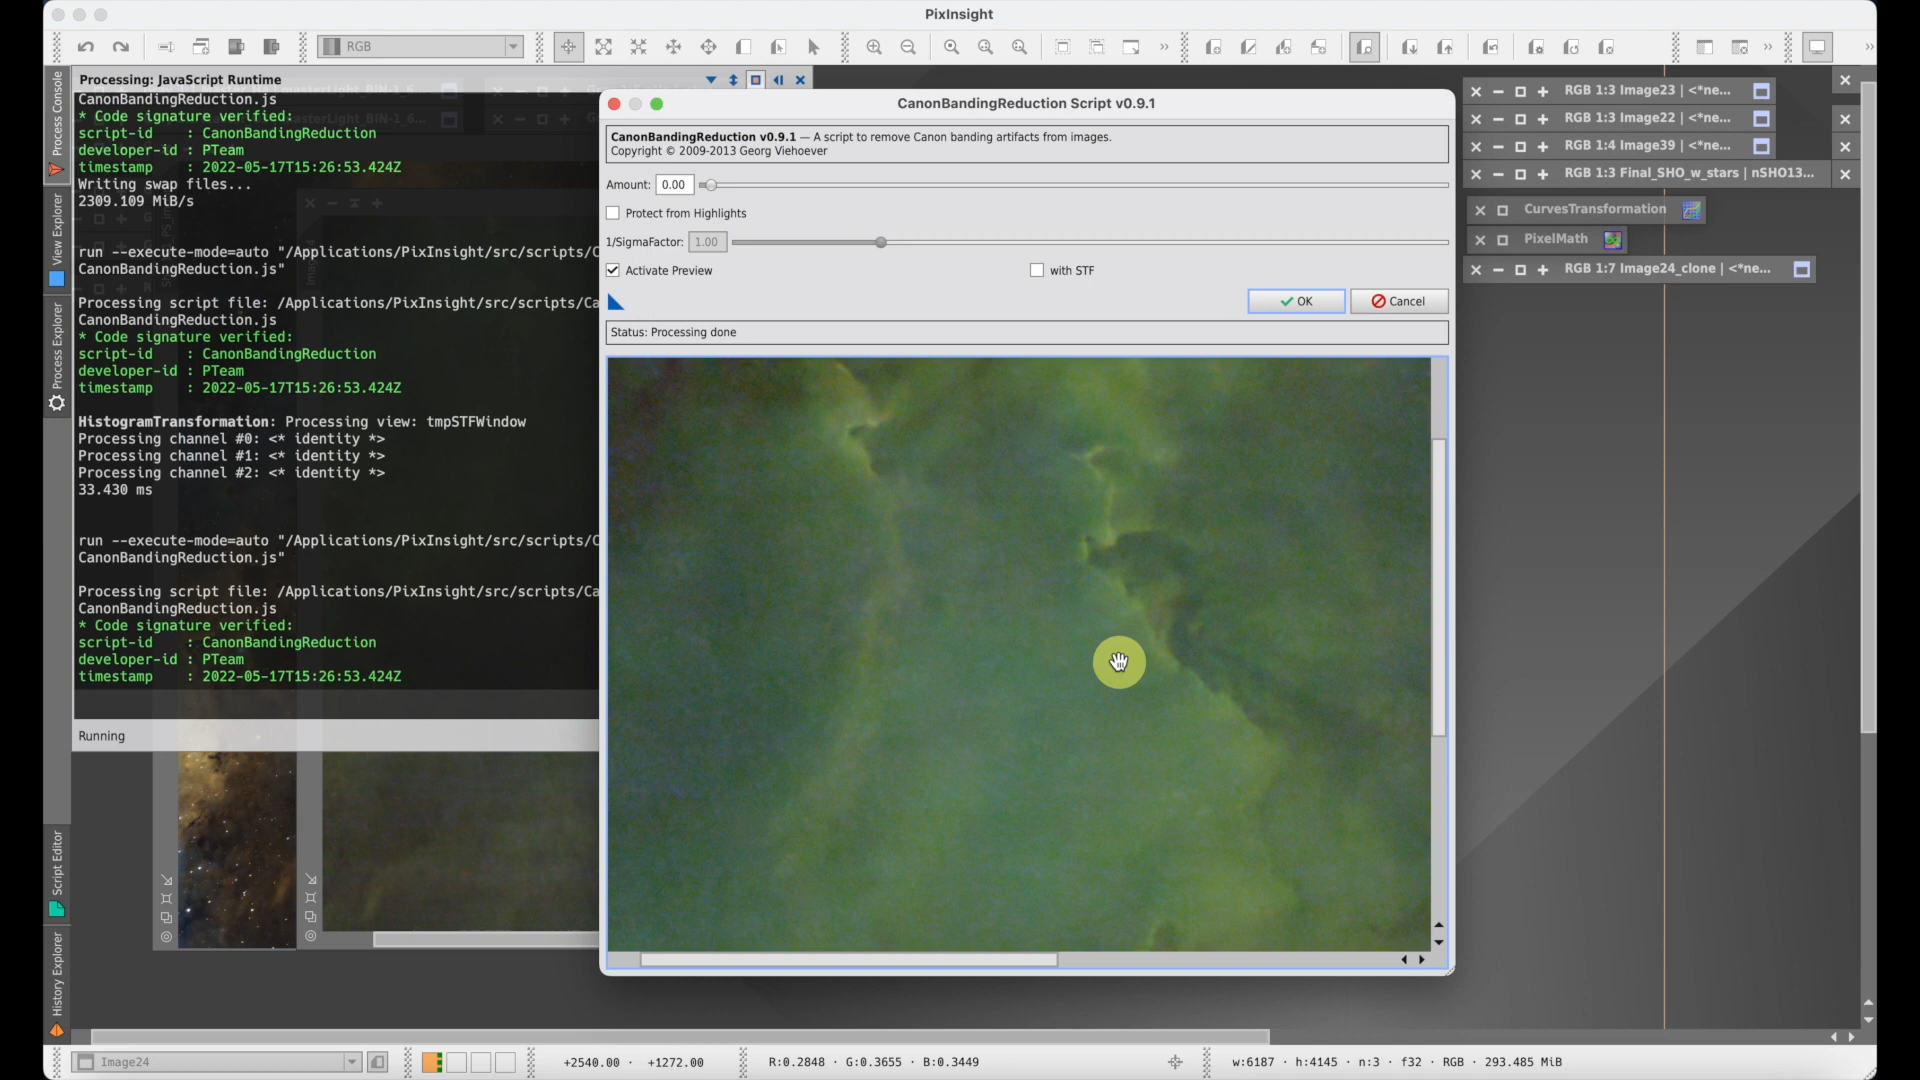 PixInsight
RGB
Processing: JavaScript Runtime
CanonBandingReduction.js
* Code signature verified:
script-id : CanonBandingReduction
developer-id : PTeam
timestamp : 2022-05-17T15:26:53.424Z
Writing swap files...
2309.109 MiB/s
run --execute-mode=auto "/Applications/PixInsight/src/scripts/C
CanonBandingReduction.js"
Processing script file: /Applications/PixInsight/src/scripts/Ca
CanonBandingReduction.js
* Code signature verified:
script-id : CanonBandingReduction
developer-id : PTeam
timestamp : 2022-05-17T15:26:53.424Z
HistogramTransformation: Processing view: tmpSTFWindow
Processing channel #0: <* identity *>
Processing channel #1: <* identity *>
Processing channel #2: <* identity *>
33.430 ms
run --execute-mode=auto "/Applications/PixInsight/src/scripts/C
CanonBandingReduction.js"
Processing script file: /Applications/PixInsight/src/scripts/Ca
CanonBandingReduction.js
* Code signature verified:
script-id : CanonBandingReduction
developer-id : PTeam
timestamp : 2022-05-17T15:26:53.424Z
Running
Process Console
View Explorer
Process Explorer
Script Editor
History Explorer
CanonBandingReduction Script v0.9.1
CanonBandingReduction v0.9.1 — A script to remove Canon banding artifacts from images.
Copyright © 2009-2013 Georg Viehoever
Amount: 0.00
Protect from Highlights
1/SigmaFactor: 1.00
Activate Preview with STF
OK Cancel
Status: Processing done
RGB 1:3 Image23 | <*ne...
RGB 1:3 Image22 | <*ne...
RGB 1:4 Image39 | <*ne...
RGB 1:3 Final_SHO_w_stars | nSHO13...
CurvesTransformation
PixelMath
RGB 1:7 Image24_clone | <*ne...
Image24
+2540.00 · +1272.00
R:0.2848 · G:0.3655 · B:0.3449
w:6187 · h:4145 · n:3 · f32 · RGB · 293.485 MiB